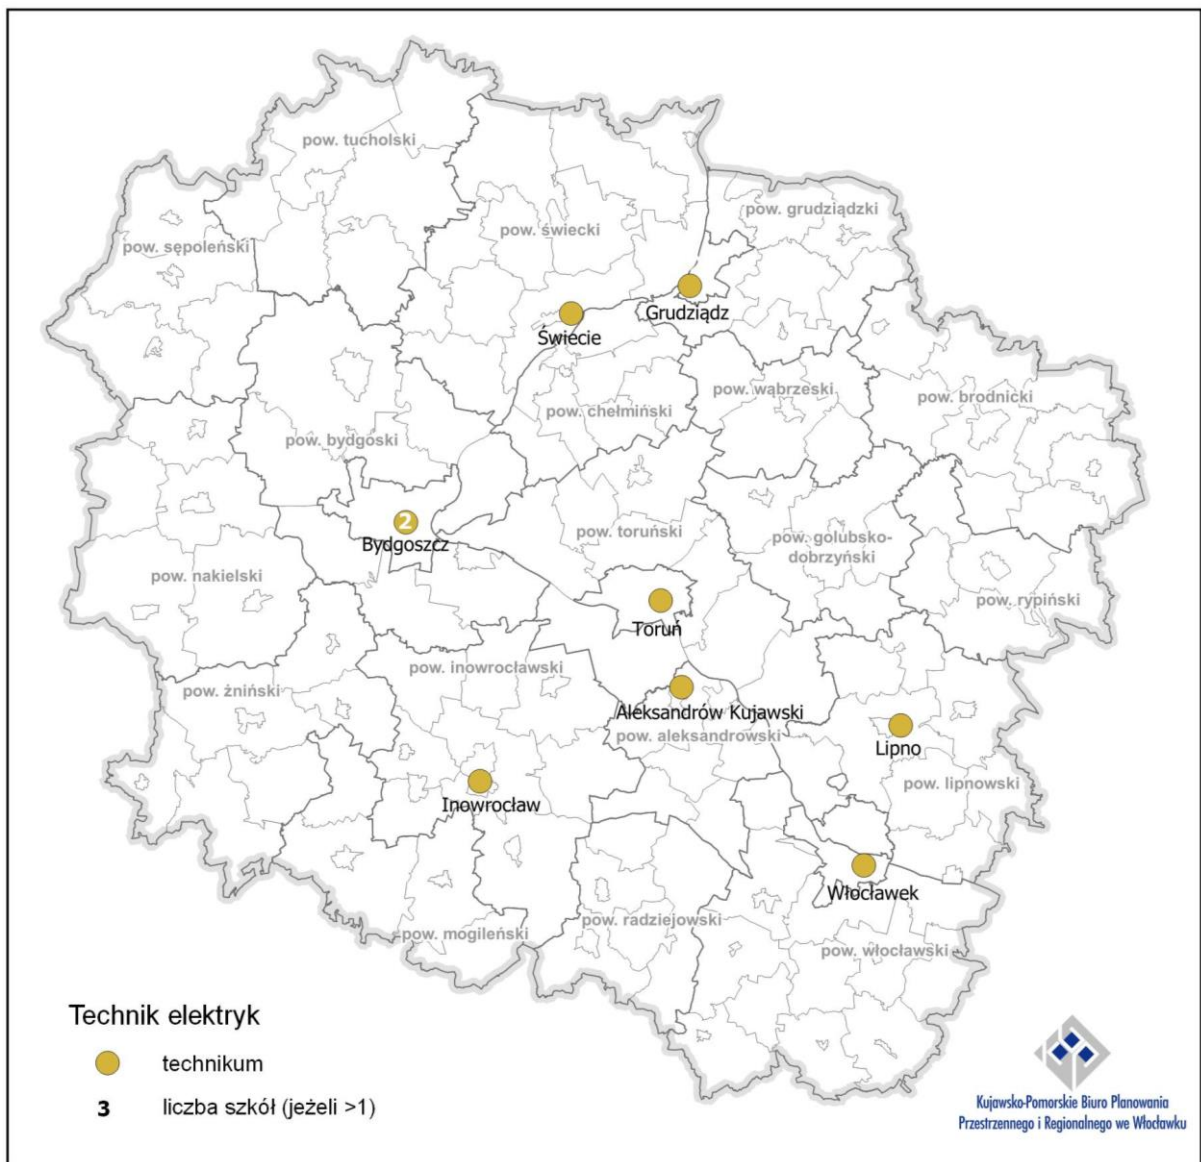 pow. tucholski
pow. grudziądzki
pow. świecki
pow. sępoleński
Grudziądz
Świecie
pow. wąbrzeski
pow. brodnicki
pow. chełmiński
pow. bydgoski
2
Bydgoszcz
pow. toruński
pow. golubsko-
dobrzyński
pow. nakielski
pow. rypiński
Toruń
pow. inowrocławski
pow. żniński
Aleksandrów Kujawski
pow. aleksandrowski
Lipno
pow. lipnowski
Inowrocław
Włocławek
pow. radziejowski
pow. mogileński
pow. włocławski
Technik elektryk
technikum
3 liczba szkół (jeżeli >1)
Kujawsko-Pomorskie Biuro Planowania
Przestrzennego i Regionalnego we Włocławku